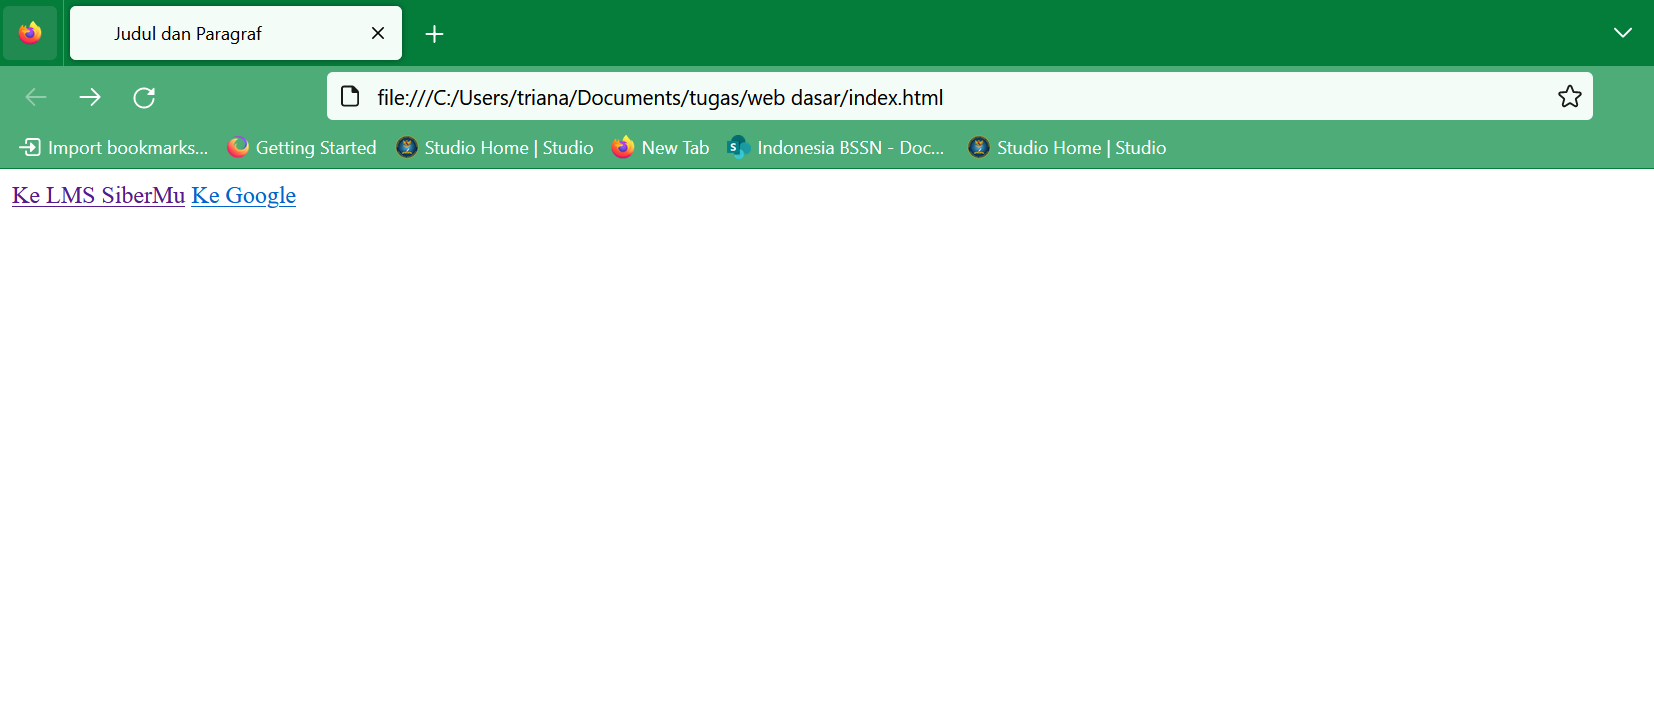 Judul dan Paragraf
file:///C:/Users/triana/Documents/tugas/web dasar/index.html
Import bookmarks... Getting Started Studio Home | Studio New Tab Indonesia BSSN - Doc... Studio Home | Studio
Ke LMS SiberMu Ke Google